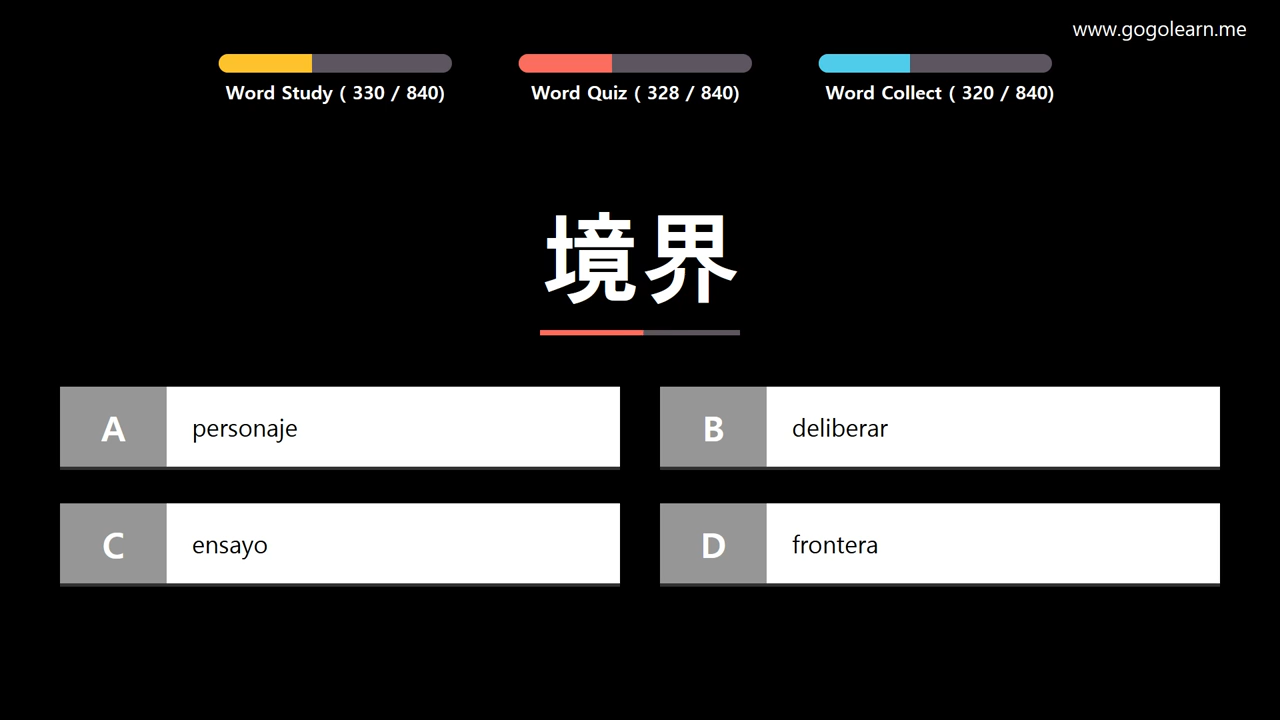 www.gogolearn.me
Word Study ( 330 / 840)
Word Quiz ( 328 / 840)
Word Collect ( 320 / 840)
境界
A personaje
B deliberar
C ensayo
D frontera